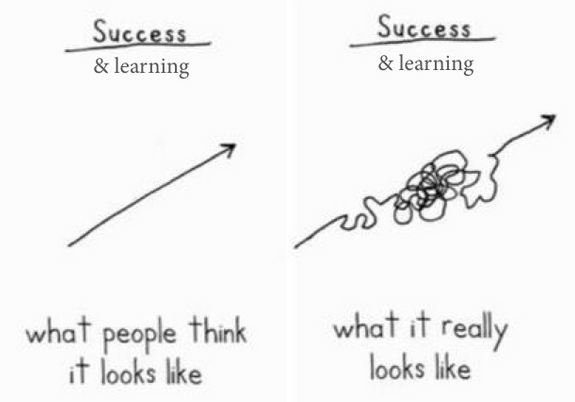 Success
& learning
what people think
it looks like
Success
& learning
what it really
looks like